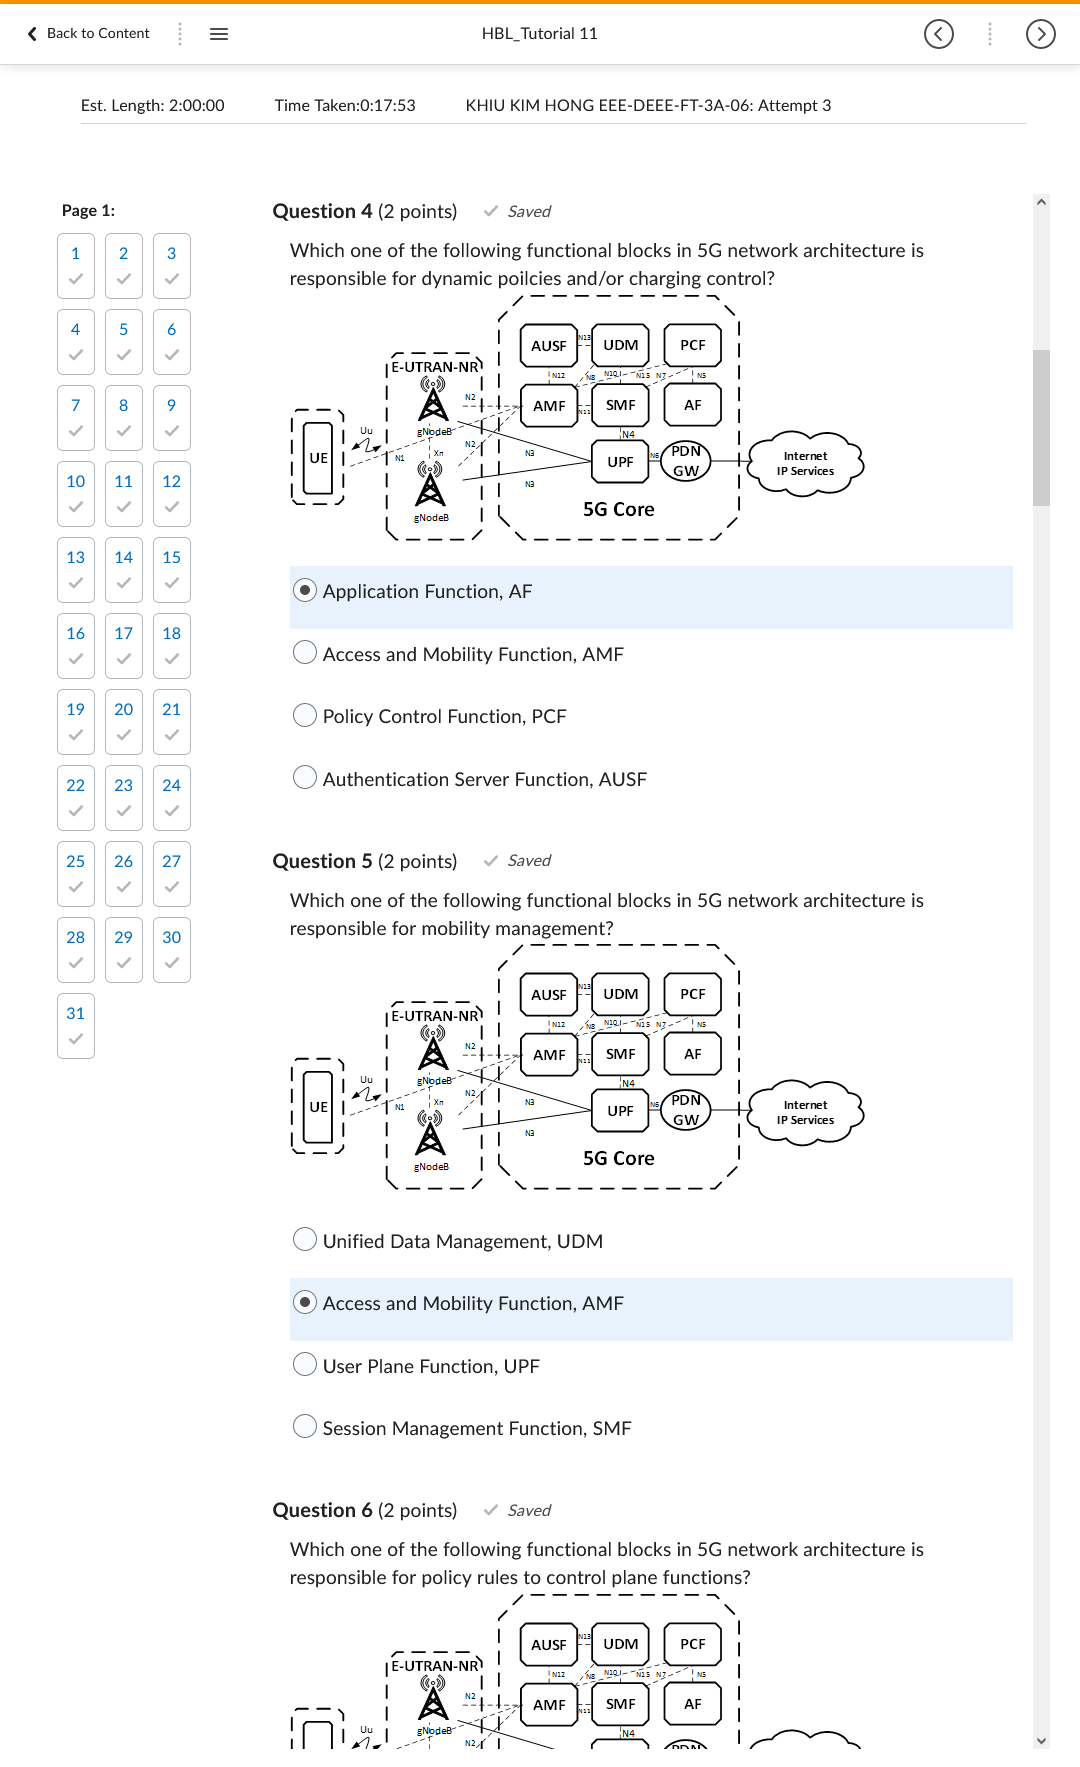 Back to Content
HBL_Tutorial 11
Est. Length: 2:00:00 Time Taken:0:17:53 KHIU KIM HONG EEE-DEEE-FT-3A-06: Attempt 3
Page 1:
1 2 3
4 5 6
7 8 9
10 11 12
13 14 15
16 17 18
19 20 21
22 23 24
25 26 27
28 29 30
31
Question 4 (2 points) Saved
Which one of the following functional blocks in 5G network architecture is
responsible for dynamic poilcies and/or charging control?
AUSF N13 UDM PCF
E-UTRAN-NR N12 N8 N10 N15 N7 N5
N2 AMF N11 SMF AF
Uu gNodeB N4
UE N1 Xn N2 N3 UPF N6 PDN GW Internet
IP Services
N3
gNodeB 5G Core
Application Function, AF
Access and Mobility Function, AMF
Policy Control Function, PCF
Authentication Server Function, AUSF
Question 5 (2 points) Saved
Which one of the following functional blocks in 5G network architecture is
responsible for mobility management?
AUSF N13 UDM PCF
E-UTRAN-NR N12 N8 N10 N15 N7 N5
N2 AMF N11 SMF AF
Uu gNodeB N4
UE N1 Xn N2 N3 UPF N6 PDN GW Internet
IP Services
N3
gNodeB 5G Core
Unified Data Management, UDM
Access and Mobility Function, AMF
User Plane Function, UPF
Session Management Function, SMF
Question 6 (2 points) Saved
Which one of the following functional blocks in 5G network architecture is
responsible for policy rules to control plane functions?
AUSF N13 UDM PCF
E-UTRAN-NR N12 N8 N10 N15 N7 N5
N2 AMF N11 SMF AF
Uu gNodeB N4
N2 PDN